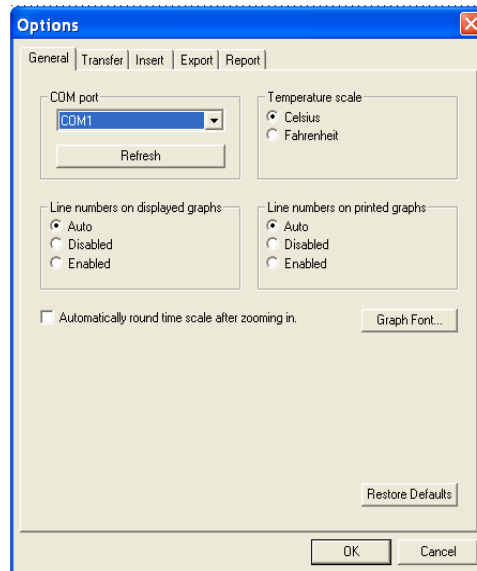 Options
General Transfer Insert Export Report
COM port
COM1
Refresh
Temperature scale
Celsius
Fahrenheit
Line numbers on displayed graphs
Auto
Disabled
Enabled
Line numbers on printed graphs
Auto
Disabled
Enabled
Automatically round time scale after zooming in.
Graph Font...
Restore Defaults
OK Cancel